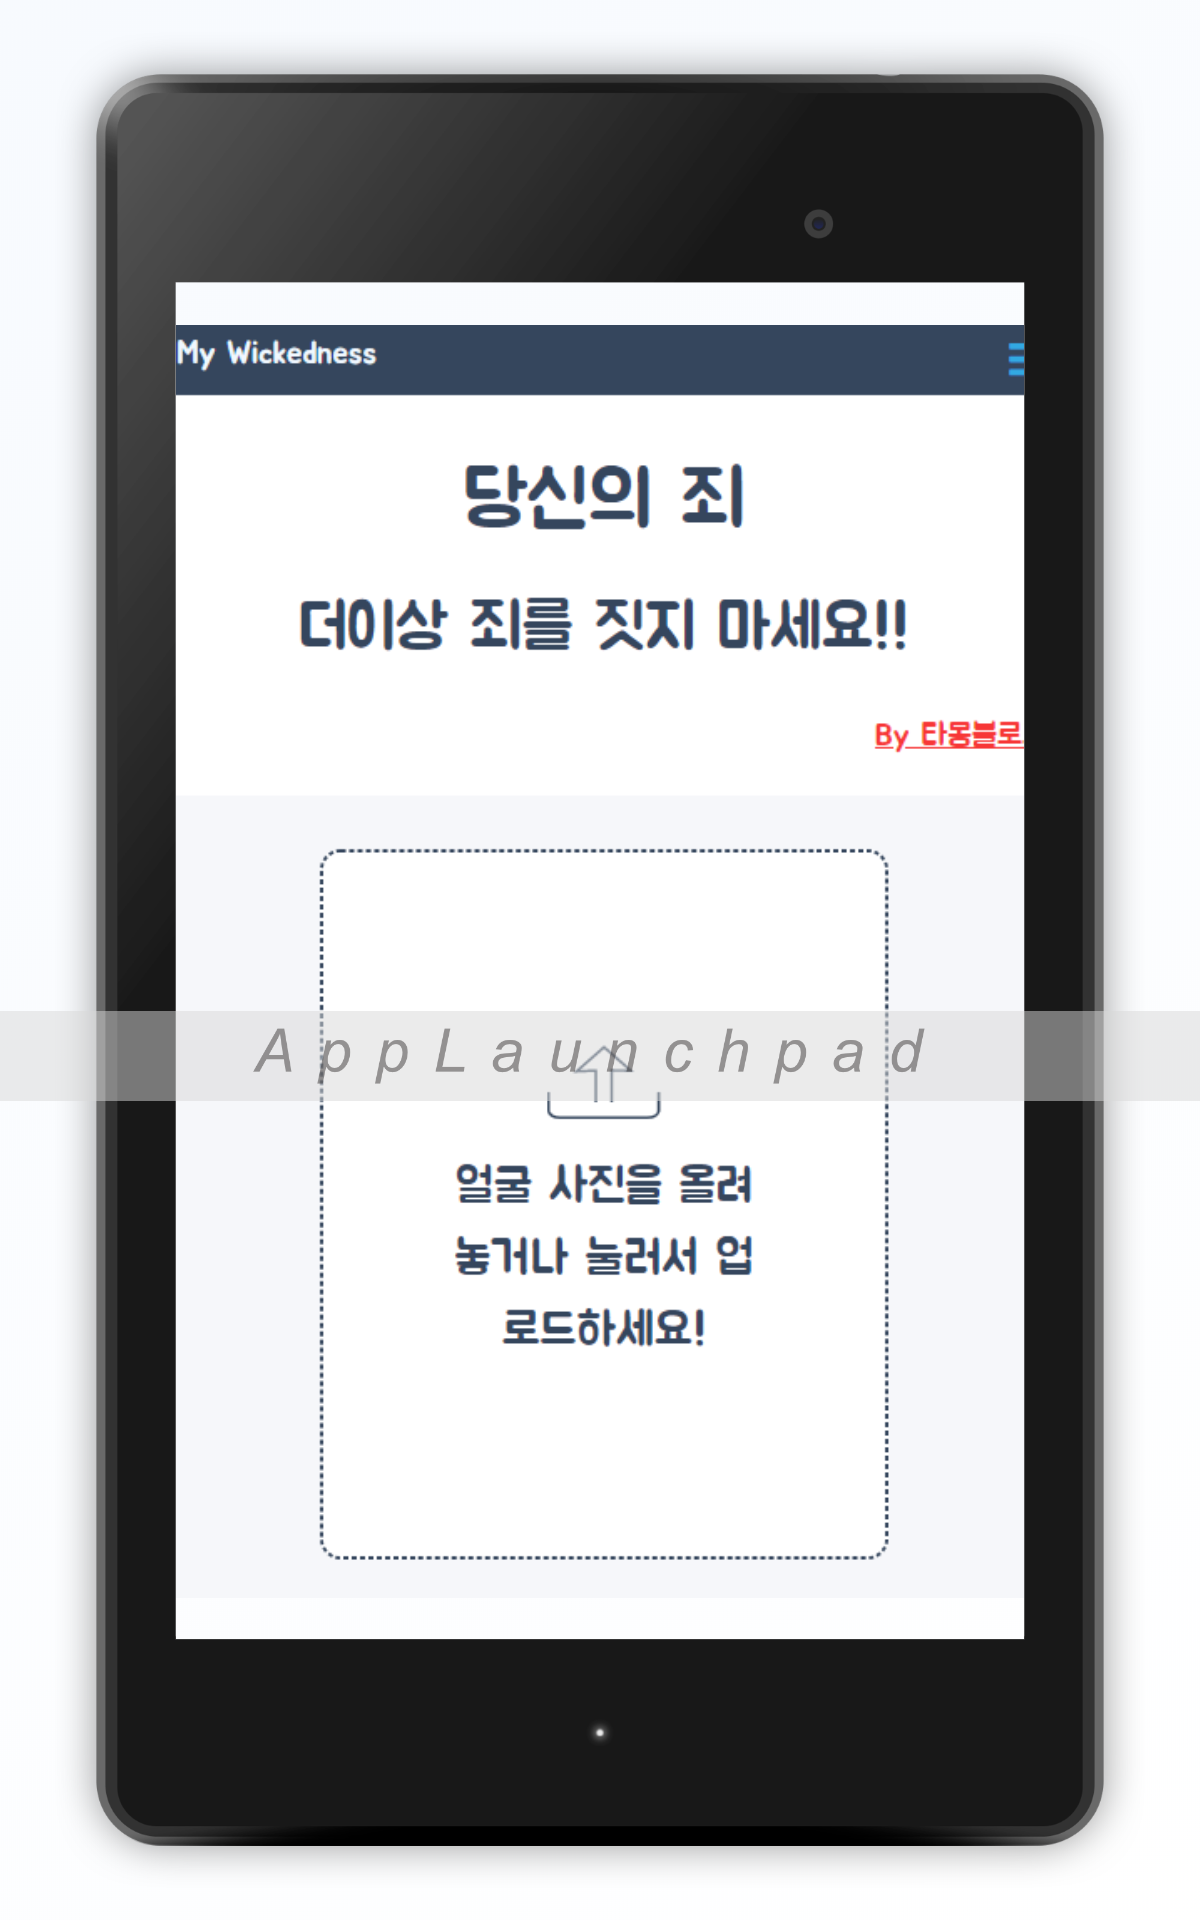 My Wickedness
당신의 죄
더이상 죄를 짓지 마세요!!
By 타몽블로
AppLaunchpad
얼굴 사진을 올려
놓거나 눌러서 업
로드하세요!